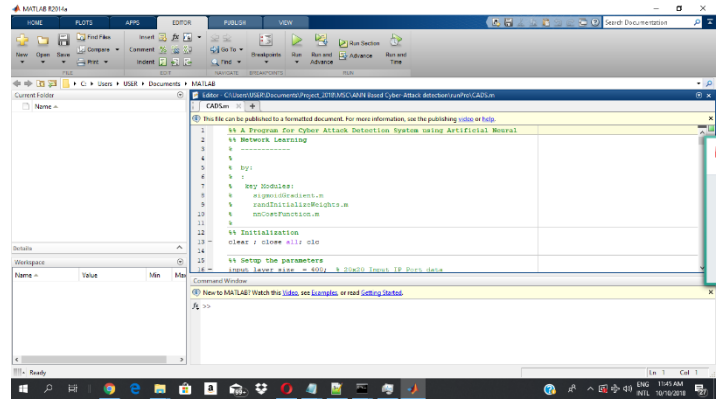 MATLAB R2014a
HOME PLOTS APPS EDITOR PUBLISH VIEW Search Documentation
New Open Save Find Files Compare Print Insert Comment Indent Go To Find Breakpoints Run Run and Advance Run Section Advance Run and Time
FILE EDIT NAVIGATE BREAKPOINTS RUN
C: Users USER Documents MATLAB
Current Folder
Name
Editor - C:\Users\USER\Documents\Project_2018\MSC\ANN Based Cyber-Attack detection\runPro\CADS.m
CADS.m
This file can be published to a formatted document. For more information, see the publishing video or help.
1 %% A Program for Cyber Attack Detection System using Artificial Neural
2 %% Network Learning
3 % ------------
4 %
5 % by:
6 % :
7 % key Modules:
8 % sigmoidGradient.m
9 % randInitializeWeights.m
10 % nnCostFunction.m
11 %
12 %% Initialization
13 - clear ; close all; clc
14
15 %% Setup the parameters
16 - input layer size = 400; % 20x20 Input IP Port data
Details
Workspace
Name Value Min Max
Command Window
New to MATLAB? Watch this Video, see Examples, or read Getting Started.
fx >>
Ready
Ln 1 Col 1
ENG INTL
11:45 AM
10/10/2018